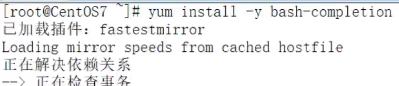 [root@CentOS7 ~]# yum install -y bash-completion
已加载插件：fastestmirror
Loading mirror speeds from cached hostfile
正在解决依赖关系
--> 正在检查事务